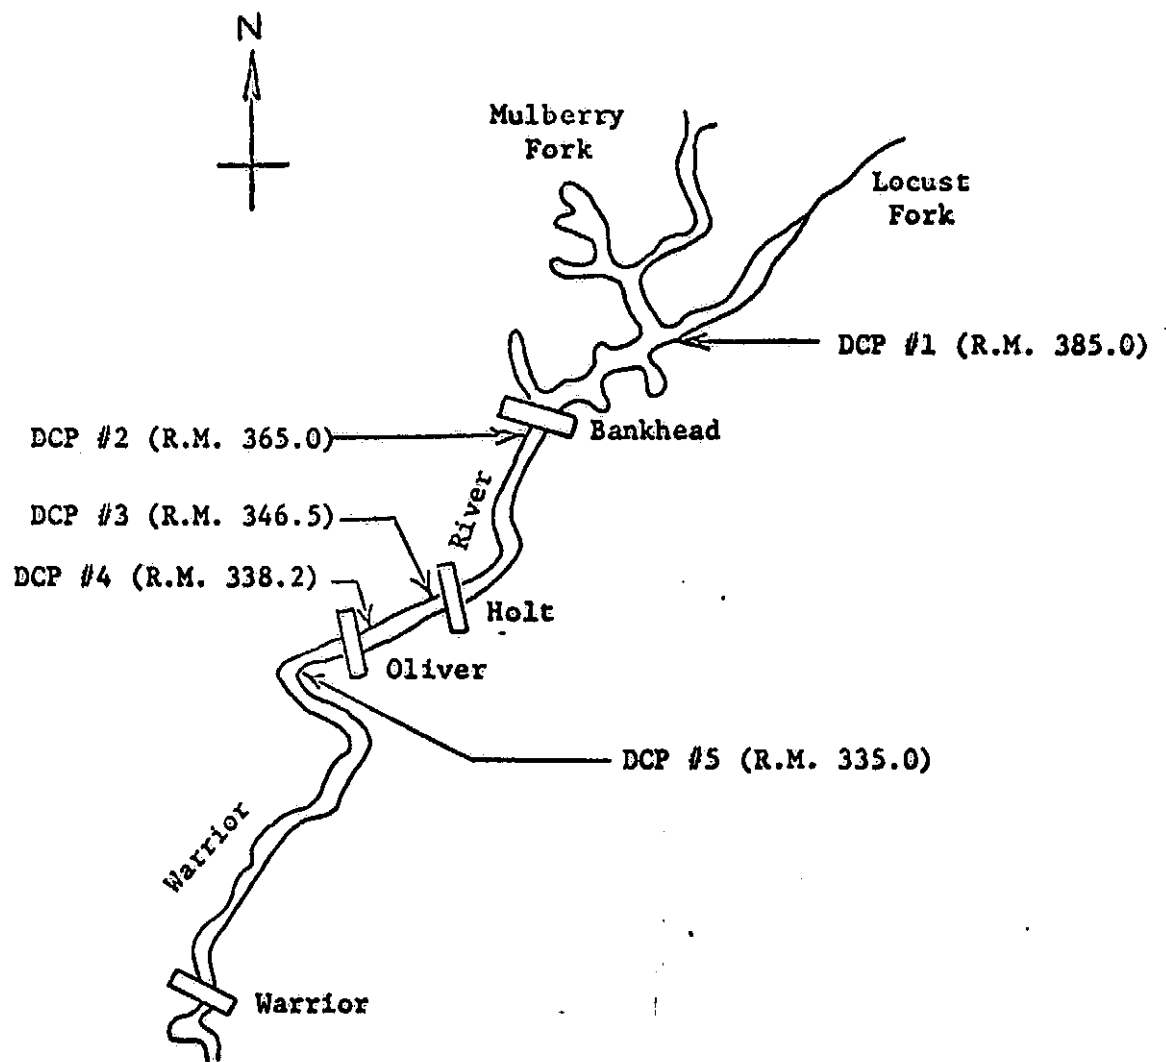 N
Mulberry
Fork
Locust
Fork
DCP #1 (R.M. 385.0)
DCP #2 (R.M. 365.0)
Bankhead
River
DCP #3 (R.M. 346.5)
DCP #4 (R.M. 338.2)
Holt
Oliver
DCP #5 (R.M. 335.0)
Warrior
Warrior